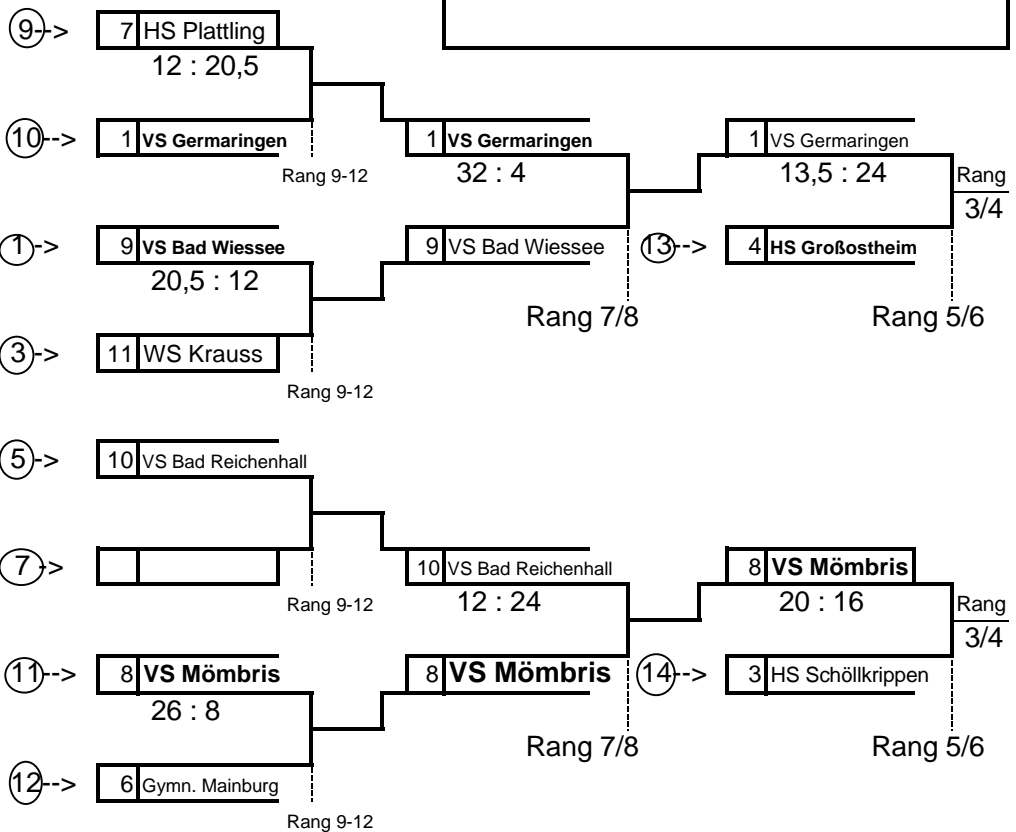 9-> 7 HS Plattling
12 : 20,5
10--> 1 VS Germaringen 1 VS Germaringen 1 VS Germaringen
Rang 9-12 32 : 4 13,5 : 24 Rang
3/4
1-> 9 VS Bad Wiessee 9 VS Bad Wiessee 13--> 4 HS Großostheim
20,5 : 12
Rang 7/8 Rang 5/6
3-> 11 WS Krauss
Rang 9-12
5-> 10 VS Bad Reichenhall
7-> 10 VS Bad Reichenhall 8 VS Mömbris
Rang 9-12 12 : 24 20 : 16 Rang
3/4
11--> 8 VS Mömbris 8 VS Mömbris 14--> 3 HS Schöllkrippen
26 : 8
Rang 7/8 Rang 5/6
12--> 6 Gymn. Mainburg
Rang 9-12